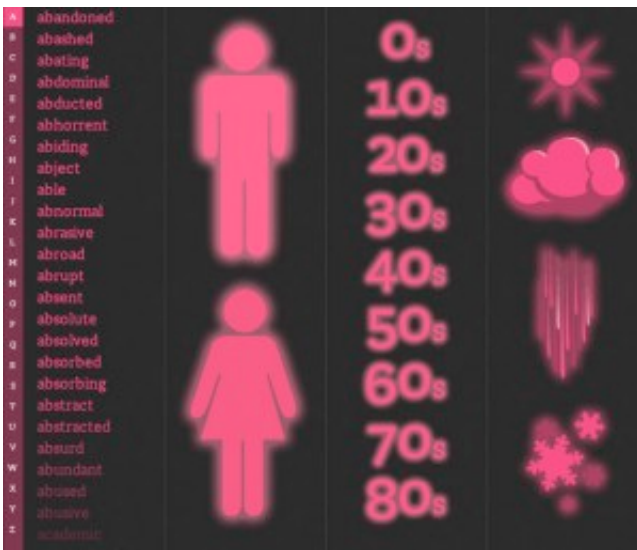 A
B
C
D
E
F
G
H
I
J
K
L
M
N
O
P
Q
R
S
T
U
V
W
X
Y
Z
abandoned
abashed
abating
abdominal
abducted
abhorrent
abiding
abject
able
abnormal
abrasive
abroad
abrupt
absent
absolute
absolved
absorbed
absorbing
abstract
abstracted
absurd
abundant
abused
abusive
academic
0s
10s
20s
30s
40s
50s
60s
70s
80s